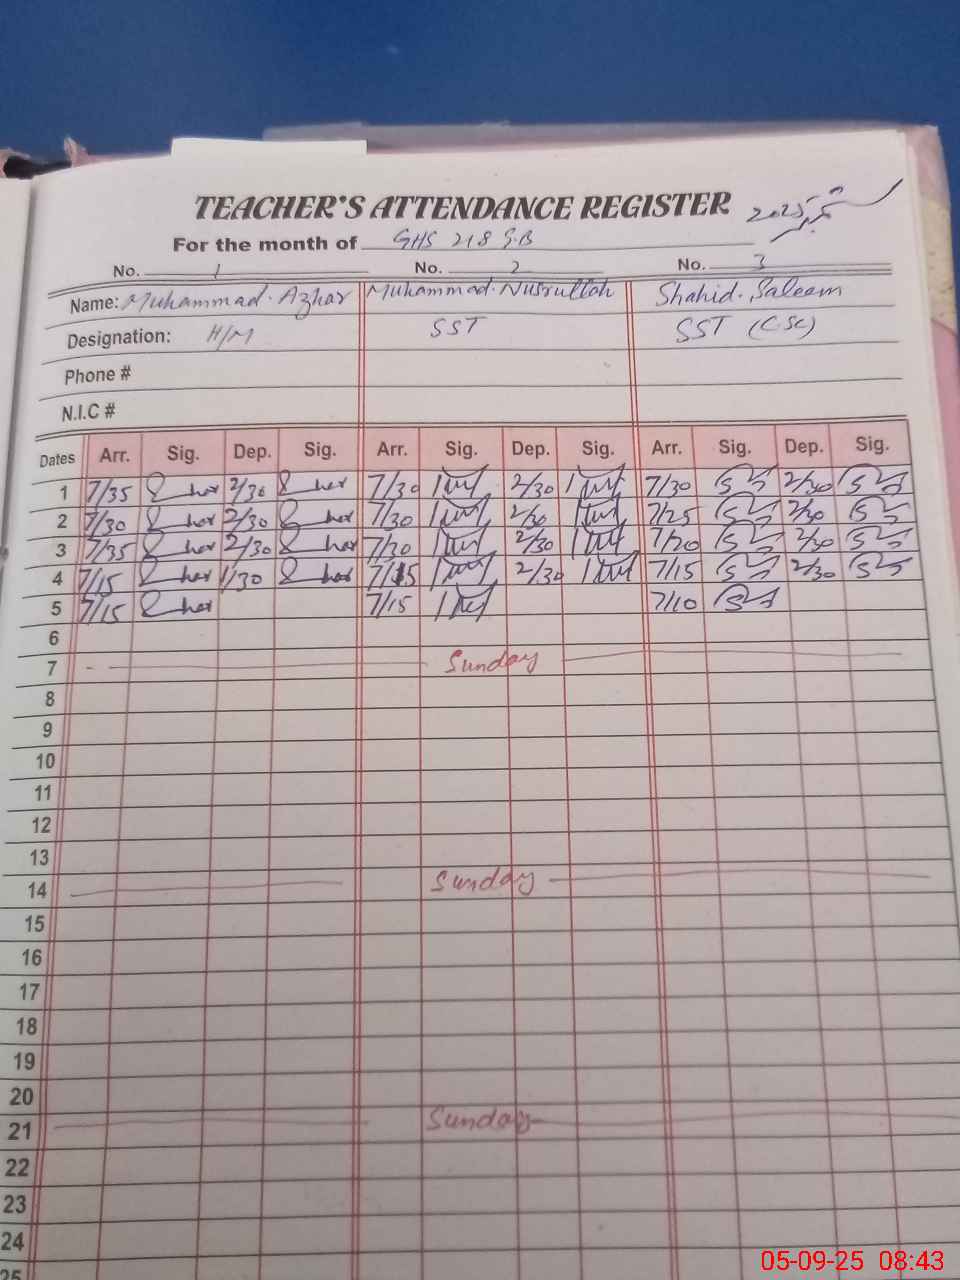 TEACHER'S ATTENDANCE REGISTER 2025
For the month of GHS 218 G.B
No. 1 No. 2 No. 3
Name: Muhammad. Azhar Muhammad. Nusrullah Shahid. Saleem
Designation: H/M SST SST (CSC)
Phone #
N.I.C #
Dates Arr. Sig. Dep. Sig. Arr. Sig. Dep. Sig. Arr. Sig. Dep. Sig.
1 7/35 2/30 7/30 2/30 7/30 2/30
2 7/30 2/30 7/30 2/30 7/25 2/30
3 7/35 2/30 7/30 2/30 7/20 2/30
4 7/15 1/30 7/15 2/30 7/15 2/30
5 7/15 7/15 7/10
6
7 Sunday
8
9
10
11
12
13
14 Sunday
15
16
17
18
19
20
21 Sunday
22
23
24
25
05-09-25 08:43